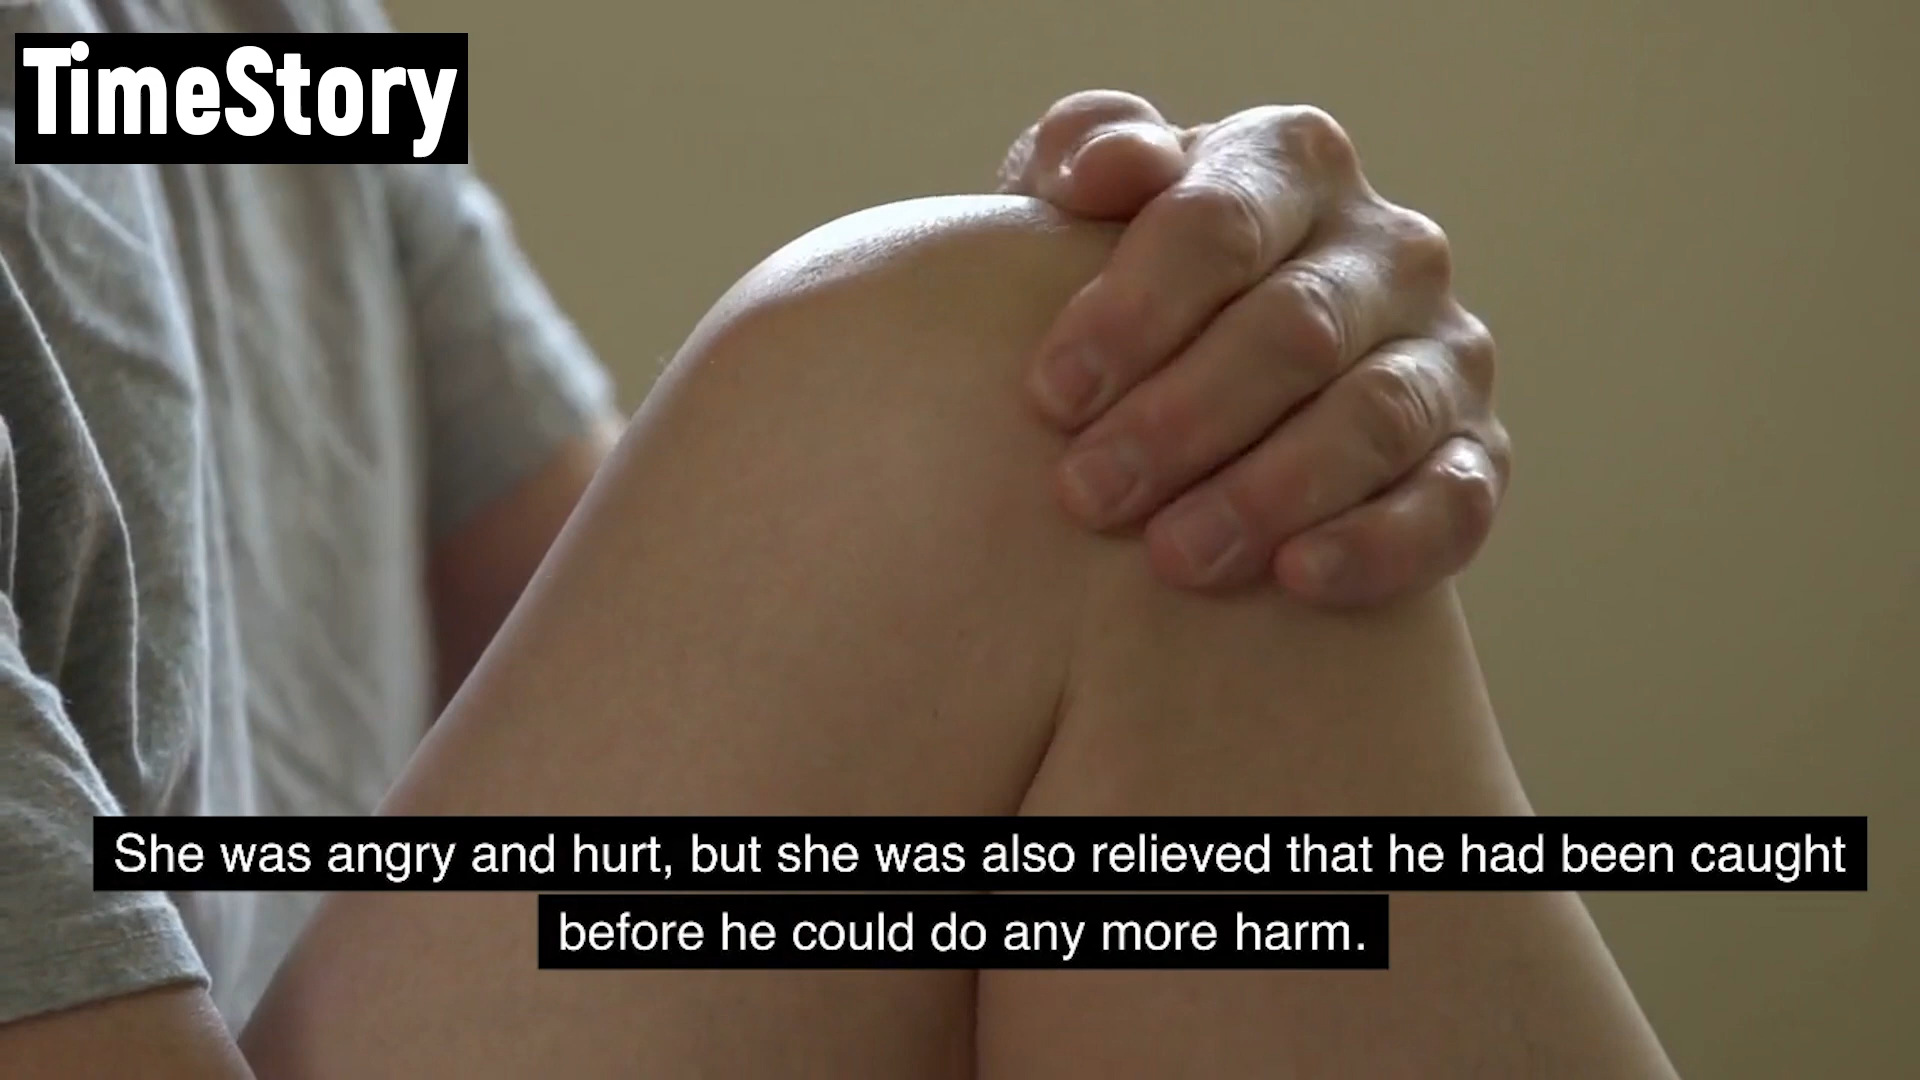 TimeStory
She was angry and hurt, but she was also relieved that he had been caught
before he could do any more harm.